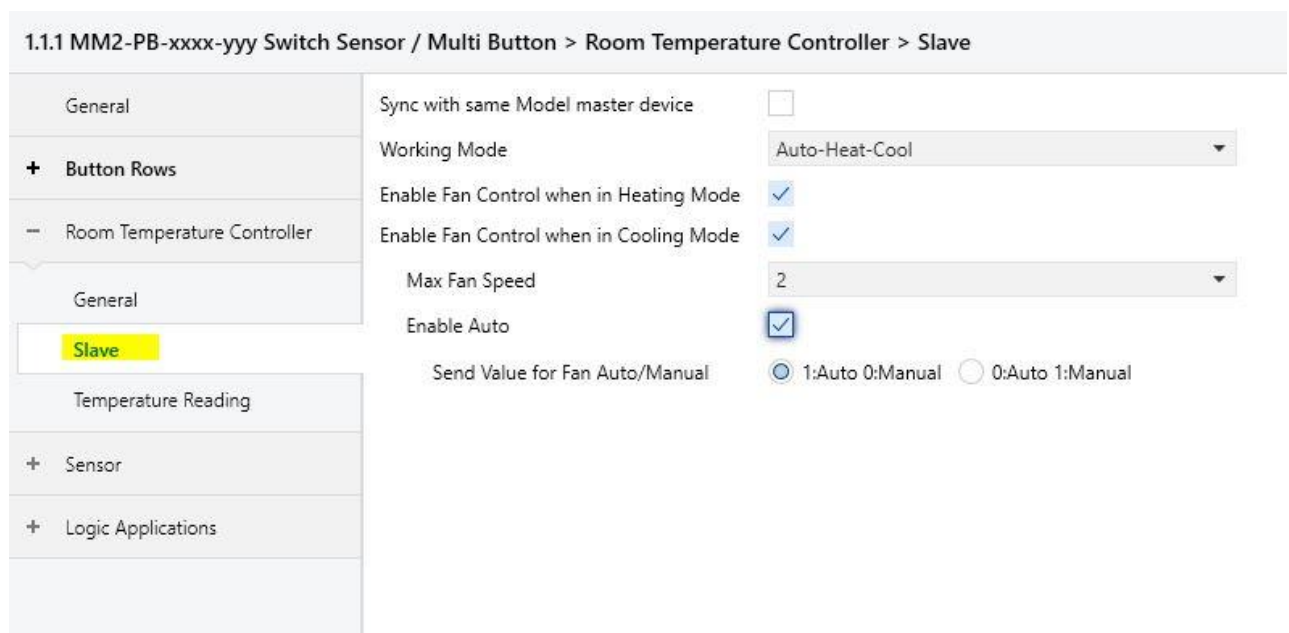 1.1.1 MM2-PB-xxxx-yyy Switch Sensor / Multi Button > Room Temperature Controller > Slave
General
+ Button Rows
− Room Temperature Controller
General
Slave
Temperature Reading
+ Sensor
+ Logic Applications
Sync with same Model master device
Working Mode Auto-Heat-Cool
Enable Fan Control when in Heating Mode
Enable Fan Control when in Cooling Mode
Max Fan Speed 2
Enable Auto
Send Value for Fan Auto/Manual 1:Auto 0:Manual 0:Auto 1:Manual